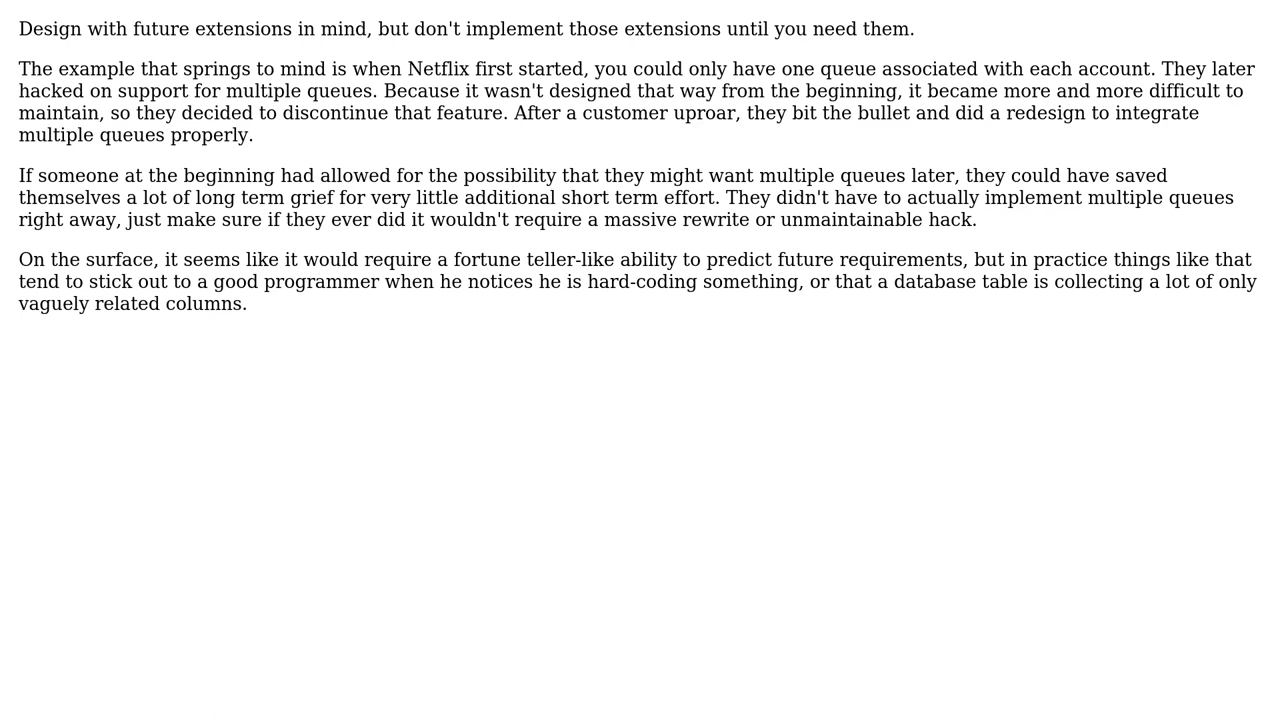 Design with future extensions in mind, but don't implement those extensions until you need them.
The example that springs to mind is when Netflix first started, you could only have one queue associated with each account. They later
hacked on support for multiple queues. Because it wasn't designed that way from the beginning, it became more and more difficult to
maintain, so they decided to discontinue that feature. After a customer uproar, they bit the bullet and did a redesign to integrate
multiple queues properly.
If someone at the beginning had allowed for the possibility that they might want multiple queues later, they could have saved
themselves a lot of long term grief for very little additional short term effort. They didn't have to actually implement multiple queues
right away, just make sure if they ever did it wouldn't require a massive rewrite or unmaintainable hack.
On the surface, it seems like it would require a fortune teller-like ability to predict future requirements, but in practice things like that
tend to stick out to a good programmer when he notices he is hard-coding something, or that a database table is collecting a lot of only
vaguely related columns.